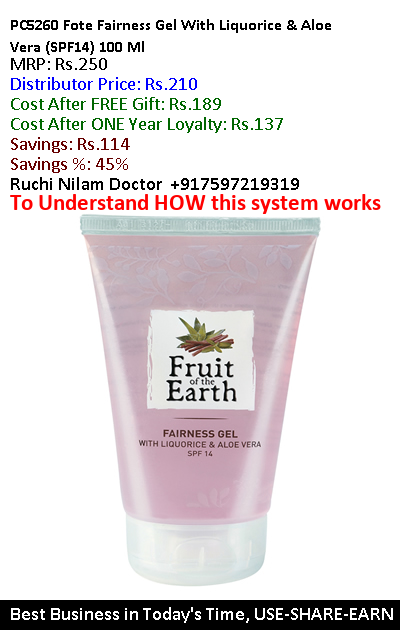 PC5260 Fote Fairness Gel With Liquorice & Aloe
Vera (SPF14) 100 Ml
MRP: Rs.250
Distributor Price: Rs.210
Cost After FREE Gift: Rs.189
Cost After ONE Year Loyalty: Rs.137
Savings: Rs.114
Savings %: 45%
Ruchi Nilam Doctor +917597219319
To Understand HOW this system works
Fruit
of the
Earth
FAIRNESS GEL
WITH LIQUORICE & ALOE VERA
SPF 14
Best Business in Today's Time, USE-SHARE-EARN